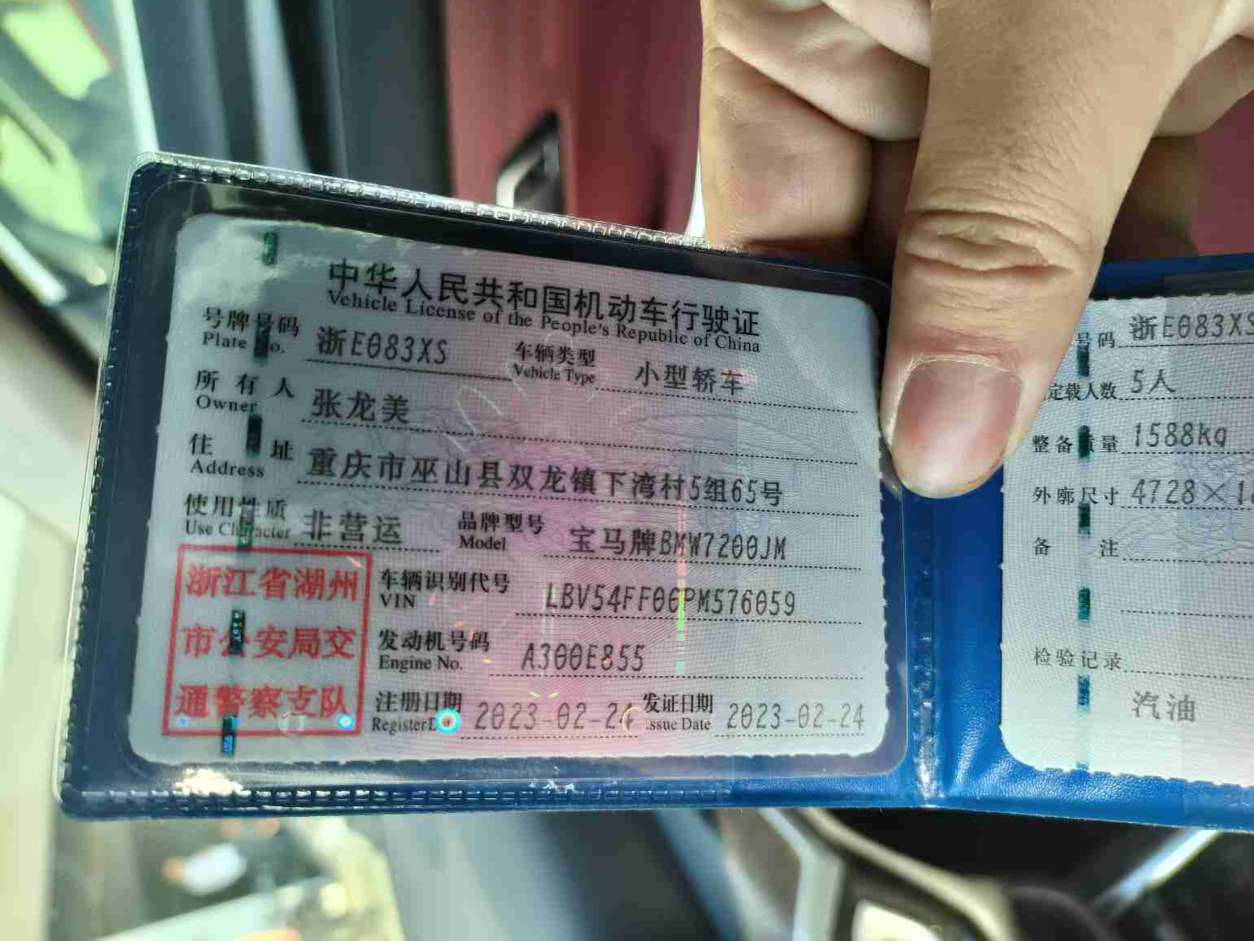 中华人民共和国机动车行驶证
Vehicle License of the People's Republic of China
号牌号码 浙E083XS 车辆类型 小型轿车
Plate No. Vehicle Type
所有人 张龙美
Owner
住址 重庆市巫山县双龙镇下湾村5组65号
Address
使用性质 非营运 品牌型号 宝马牌BMW7200JM
Use Character Model
浙江省湖州
市公安局交
通警察支队
车辆识别代号 LBV54FF06PM576059
VIN
发动机号码 A300E855
Engine No.
注册日期 2023-02-24 发证日期 2023-02-24
Register Issue Date
号码 浙E083XS
定载人数 5人
整备质量 1588kg
外廓尺寸 4728×1
备注
检验记录
汽油